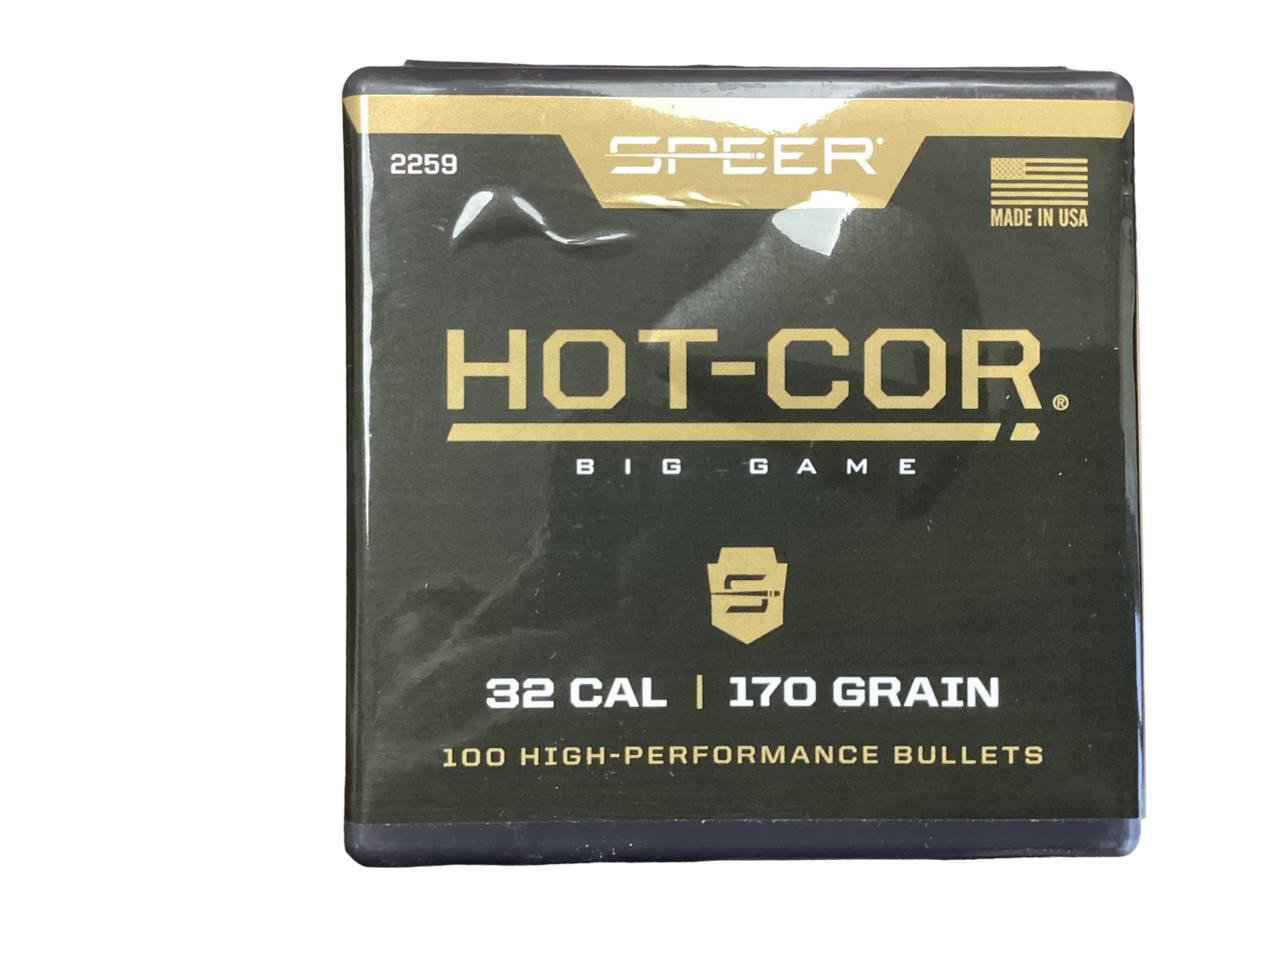 SPEER
2259
MADE IN USA
HOT-COR®
BIG GAME
32 CAL | 170 GRAIN
100 HIGH-PERFORMANCE BULLETS